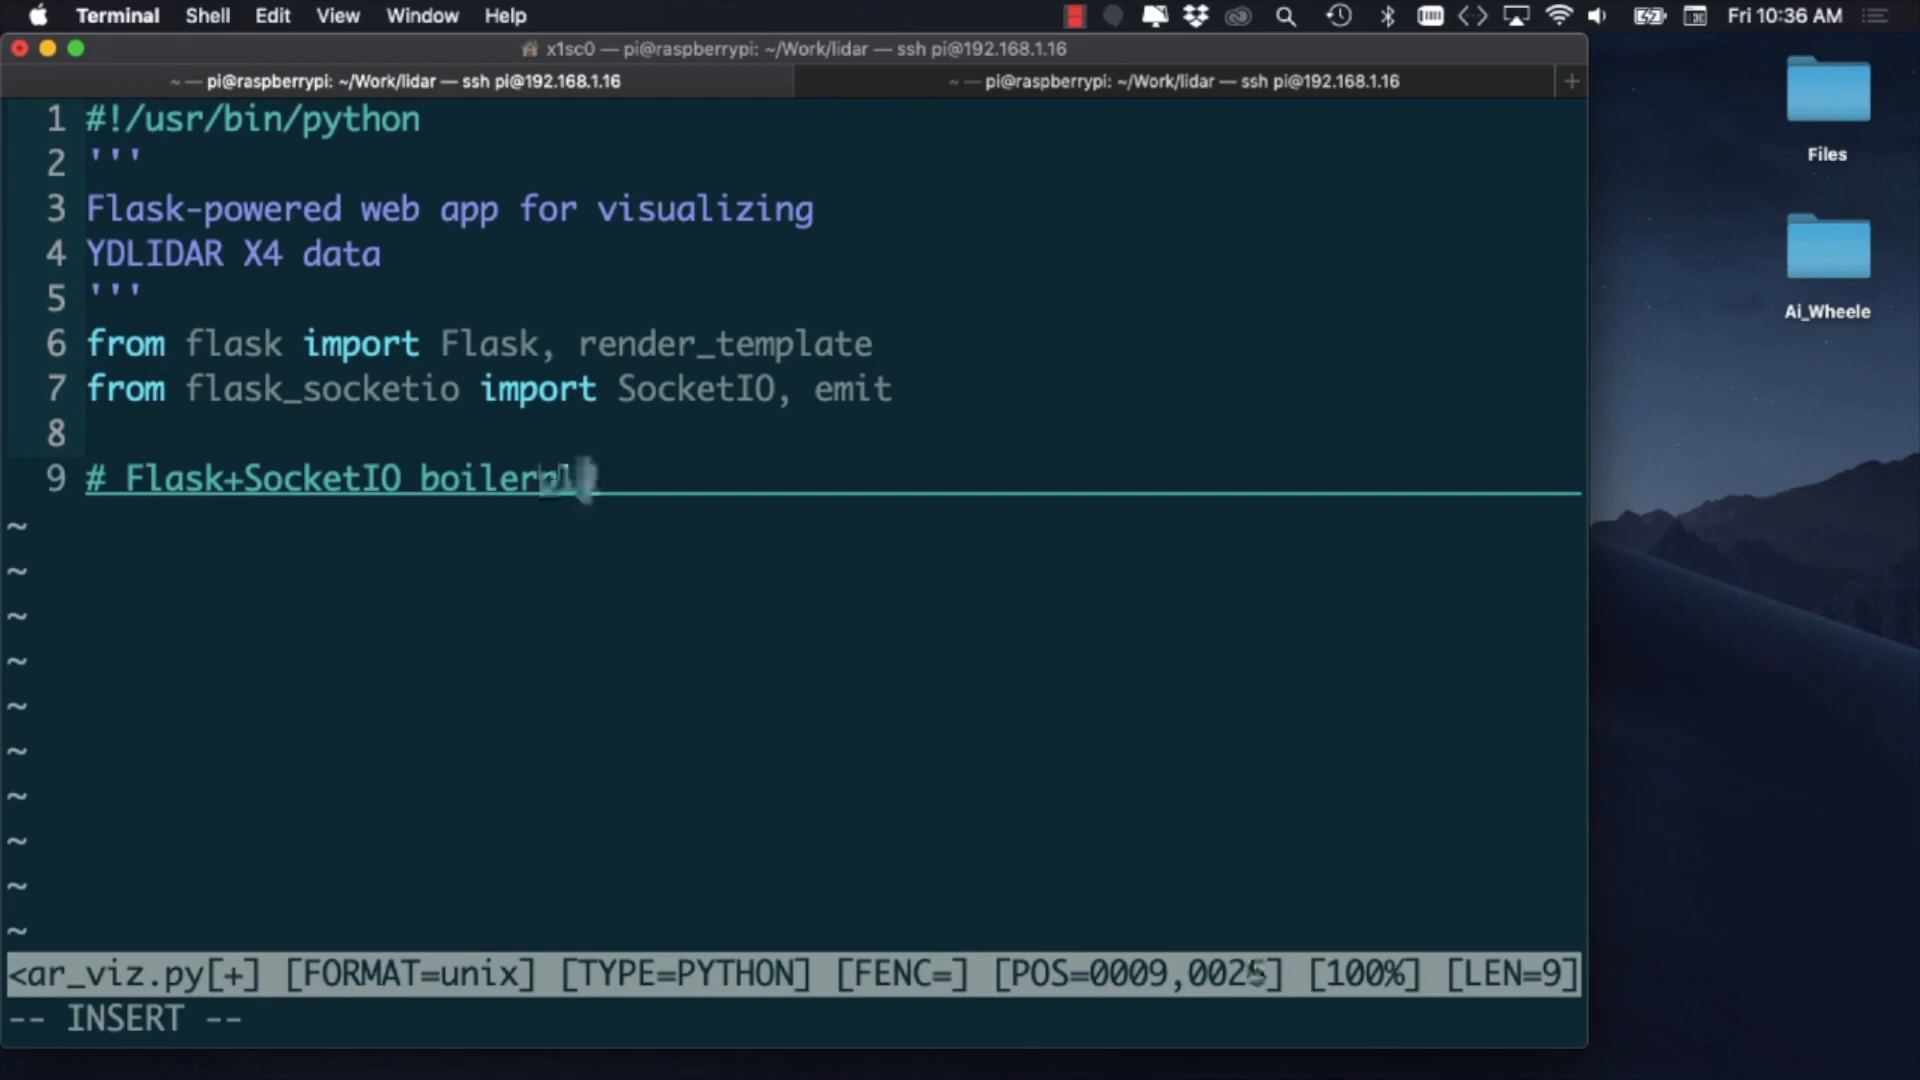 Terminal Shell Edit View Window Help Fri 10:36 AM
x1sc0 — pi@raspberrypi: ~/Work/lidar — ssh pi@192.168.1.16
~ — pi@raspberrypi: ~/Work/lidar — ssh pi@192.168.1.16
~ — pi@raspberrypi: ~/Work/lidar — ssh pi@192.168.1.16 +
1 #!/usr/bin/python
2 '''
3 Flask-powered web app for visualizing
4 YDLIDAR X4 data
5 '''
6 from flask import Flask, render_template
7 from flask_socketio import SocketIO, emit
8
9 # Flask+SocketIO
~
~
~
~
~
~
~
~
~
~
<ar_viz.py[+] [FORMAT=unix] [TYPE=PYTHON] [FENC=] [100%] [LEN=9]
-- INSERT --
Files
Ai_Wheele